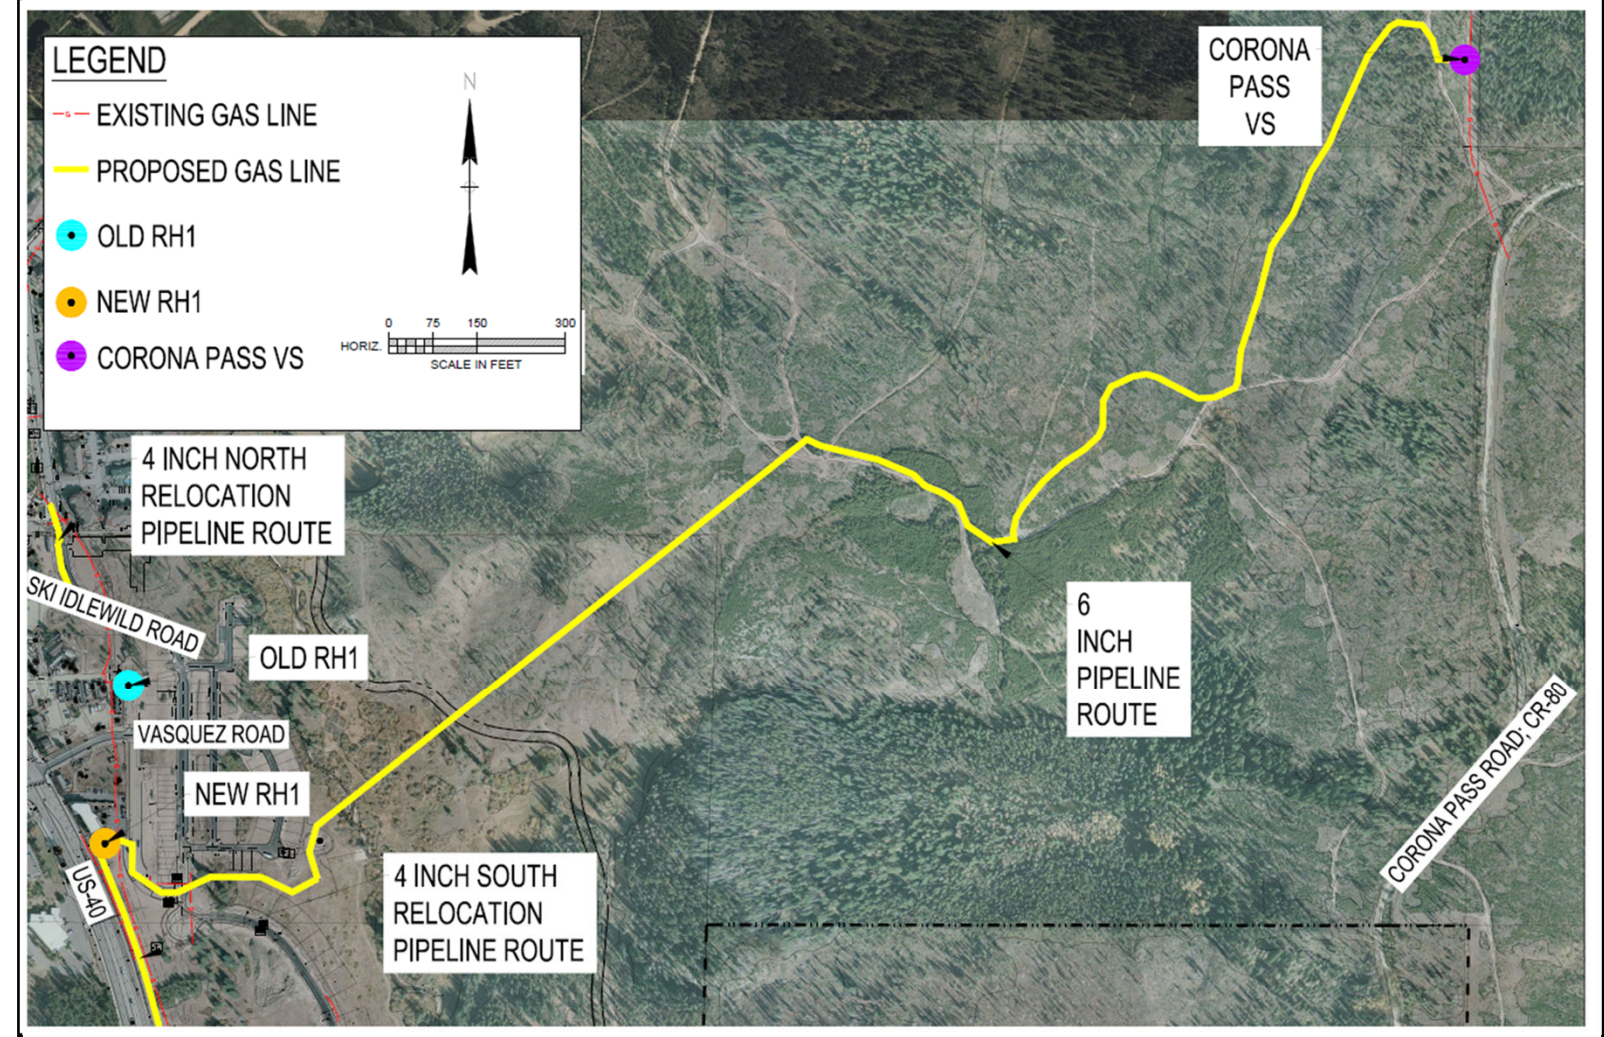 LEGEND
N
EXISTING GAS LINE
PROPOSED GAS LINE
OLD RH1
NEW RH1
CORONA PASS VS
0 75 150 300
HORIZ.
SCALE IN FEET
CORONA
PASS
VS
4 INCH NORTH
RELOCATION
PIPELINE ROUTE
SKI IDLEWILD ROAD
OLD RH1
VASQUEZ ROAD
NEW RH1
US-40
4 INCH SOUTH
RELOCATION
PIPELINE ROUTE
6
INCH
PIPELINE
ROUTE
CORONA PASS ROAD; CR-80